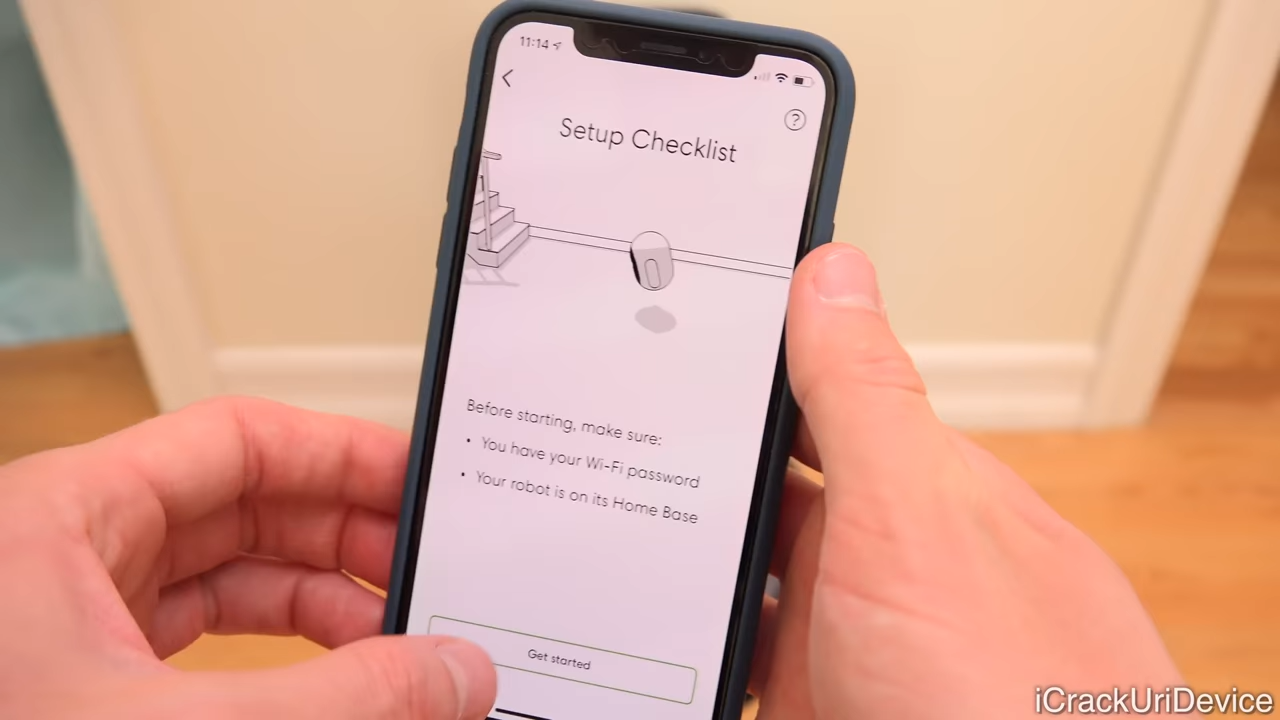 11:14
?
Setup Checklist
Before starting, make sure:
• You have your Wi-Fi password
• Your robot is on its Home Base
Get started
iCrackUriDevice